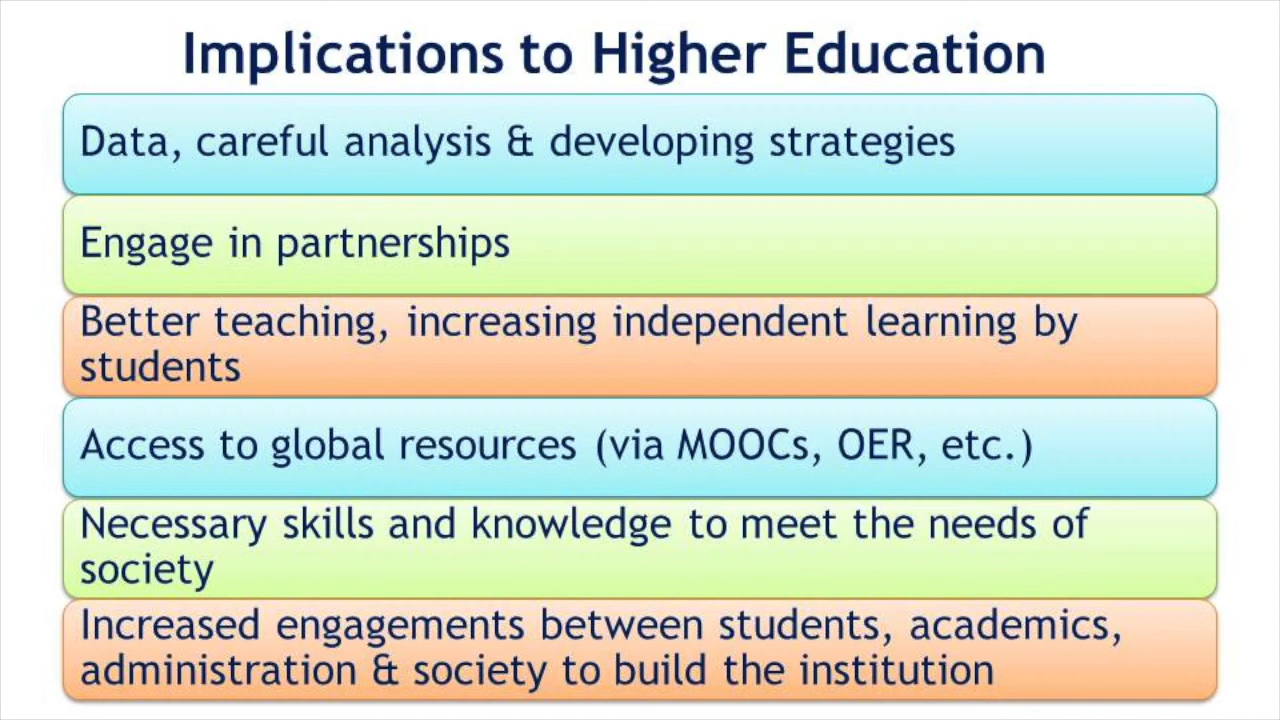 Implications to Higher Education
Data, careful analysis & developing strategies
Engage in partnerships
Better teaching, increasing independent learning by
students
Access to global resources (via MOOCs, OER, etc.)
Necessary skills and knowledge to meet the needs of
society
Increased engagements between students, academics,
administration & society to build the institution